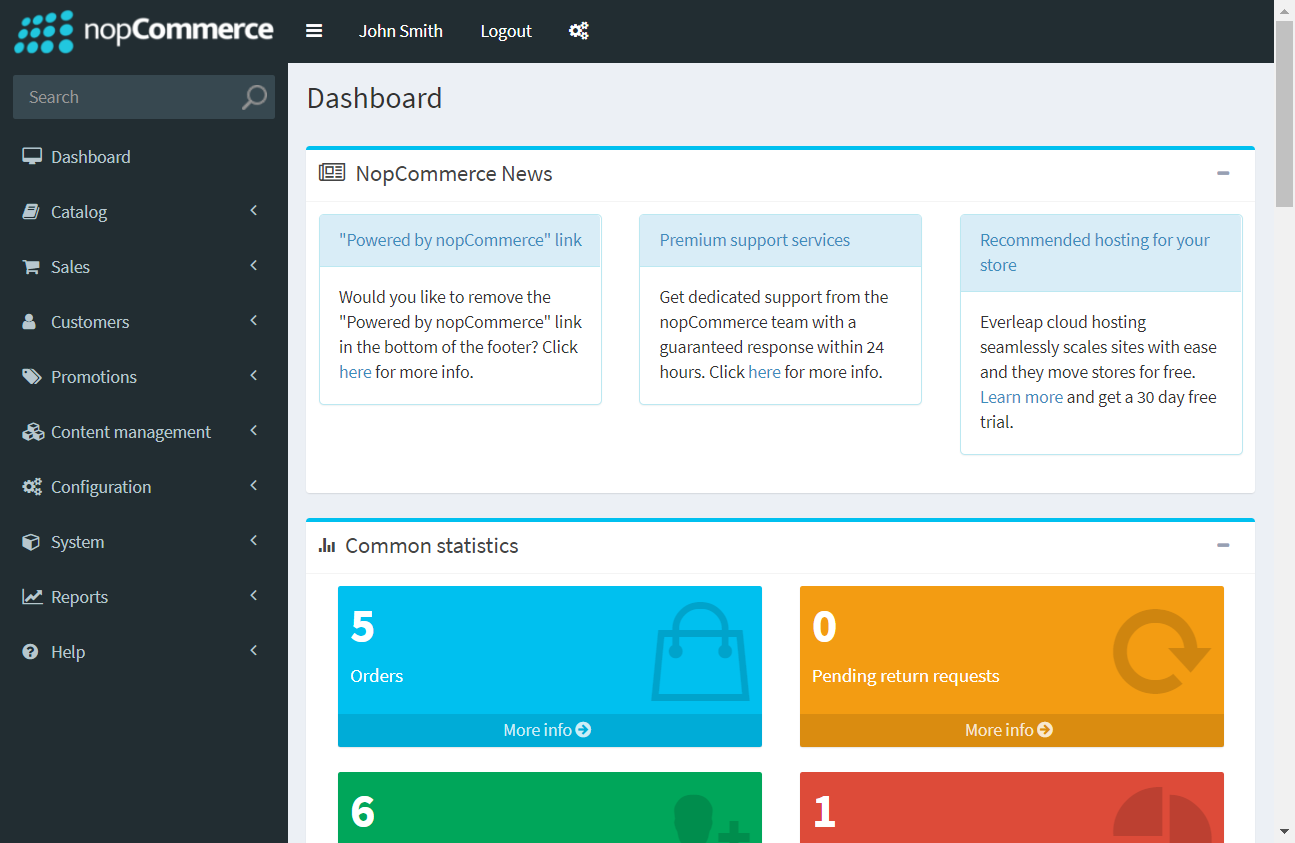 nopCommerce
John Smith
Logout
Search
Dashboard
Catalog
Sales
Customers
Promotions
Content management
Configuration
System
Reports
Help
Dashboard
NopCommerce News
"Powered by nopCommerce" link
Would you like to remove the
"Powered by nopCommerce" link
in the bottom of the footer? Click
here for more info.
Premium support services
Get dedicated support from the
nopCommerce team with a
guaranteed response within 24
hours. Click here for more info.
Recommended hosting for your
store
Everleap cloud hosting
seamlessly scales sites with ease
and they move stores for free.
Learn more and get a 30 day free
trial.
Common statistics
5
Orders
More info
0
Pending return requests
More info
6
1